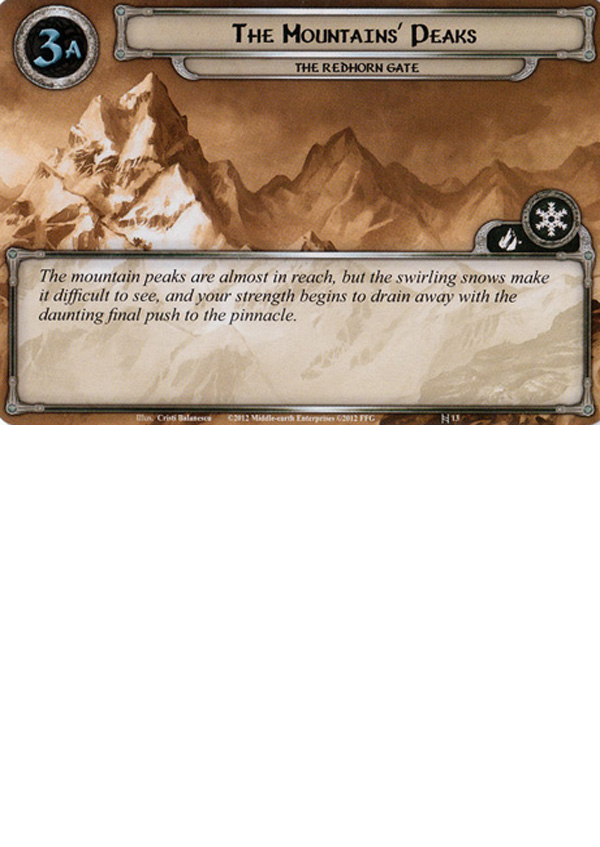 3A
The Mountains' Peaks
The Redhorn Gate
The mountain peaks are almost in reach, but the swirling snows make
it difficult to see, and your strength begins to drain away with the
daunting final push to the pinnacle.
Illus. Cristi Balanescu ©2012 Middle-earth Enterprises ©2012 FFG 13